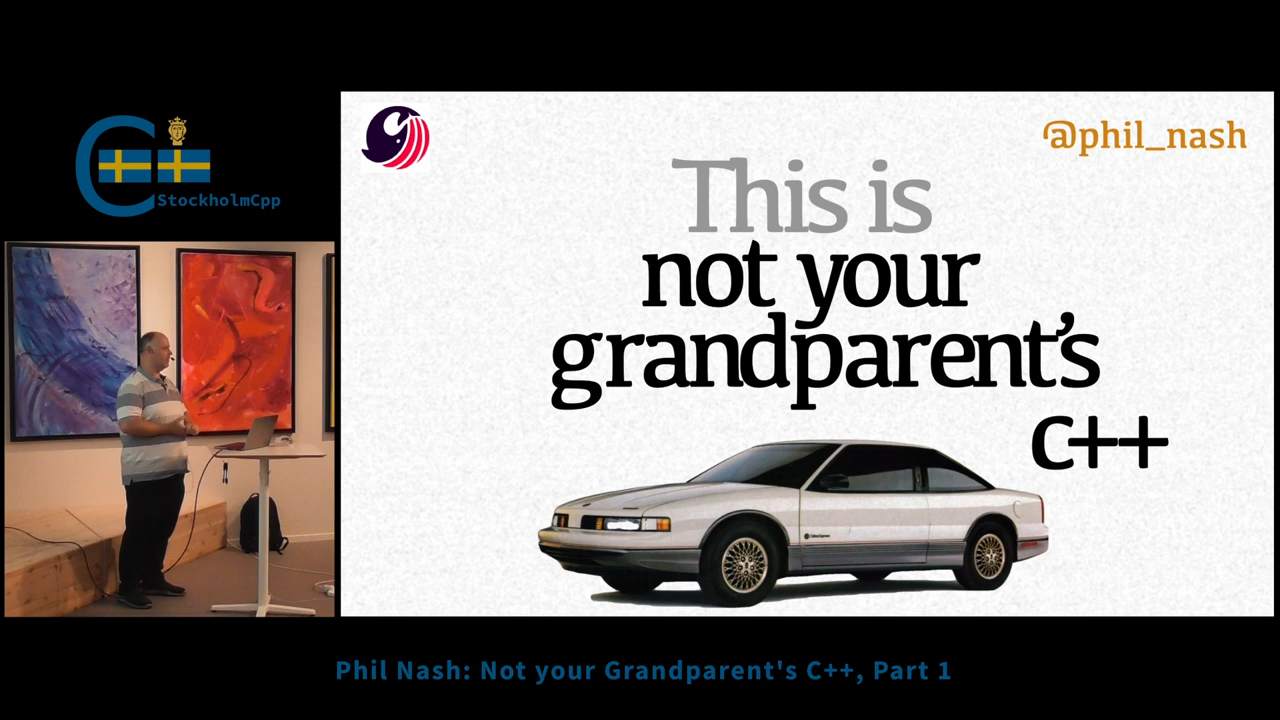 StockholmCpp
@phil_nash
This is
not your
grandparent's
c++
Phil Nash: Not your Grandparent's C++, Part 1